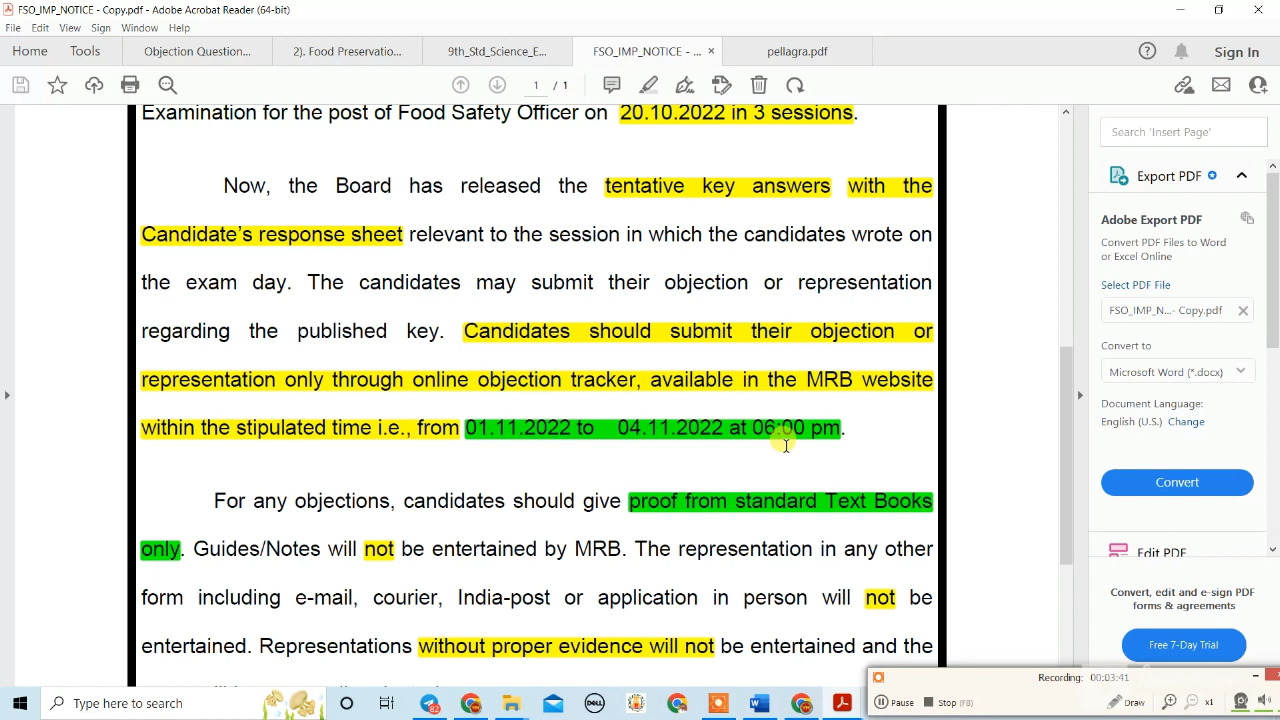 FSO_IMP_NOTICE - Copy.pdf - Adobe Acrobat Reader (64-bit)
File Edit View Sign Window Help
Home Tools Objection Question... 2). Food Preservatio... 9th_Std_Science_E... FSO_IMP_NOTICE - ... × pellagra.pdf Sign In
1 / 1
Examination for the post of Food Safety Officer on 20.10.2022 in 3 sessions.
Now, the Board has released the tentative key answers with the
Candidate's response sheet relevant to the session in which the candidates wrote on
the exam day. The candidates may submit their objection or representation
regarding the published key. Candidates should submit their objection or
representation only through online objection tracker, available in the MRB website
within the stipulated time i.e., from 01.11.2022 to 04.11.2022 at 06:00 pm.
For any objections, candidates should give proof from standard Text Books
only. Guides/Notes will not be entertained by MRB. The representation in any other
form including e-mail, courier, India-post or application in person will not be
entertained. Representations without proper evidence will not be entertained and the
Search 'Insert Page'
Export PDF
Adobe Export PDF
Convert PDF Files to Word
or Excel Online
Select PDF File
FSO_IMP_N...- Copy.pdf
Convert to
Microsoft Word (*.docx)
Document Language:
English (U.S.) Change
Convert
Edit PDF
Convert, edit and e-sign PDF
forms & agreements
Free 7-Day Trial
Recording: 00:03:41
Pause Stop (F8) Draw x1
Type here to search
82
DELL